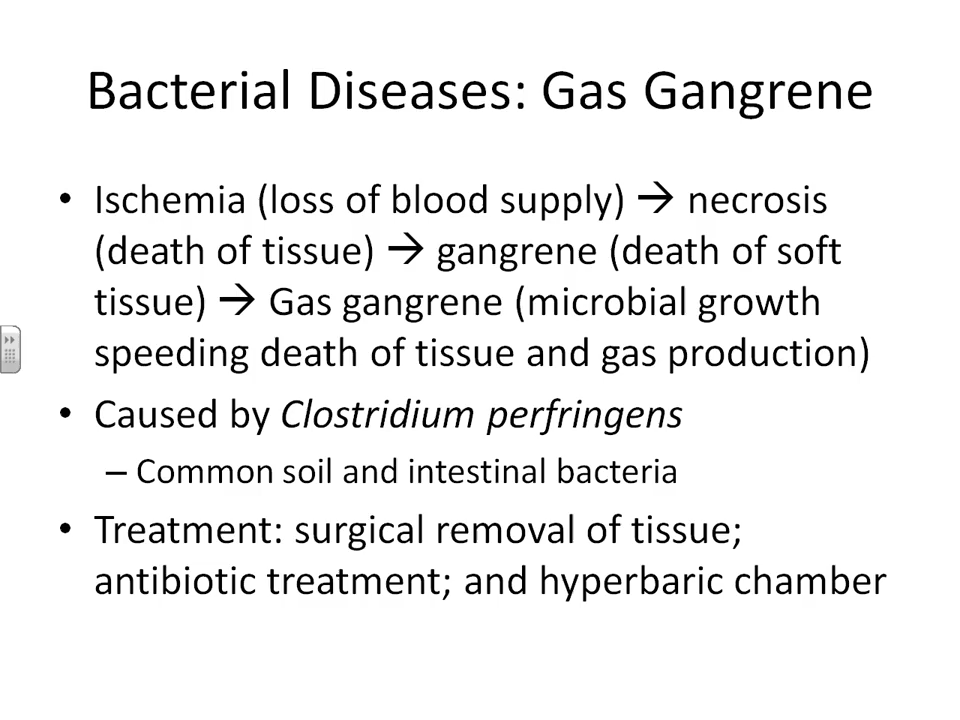 Bacterial Diseases: Gas Gangrene
• Ischemia (loss of blood supply) → necrosis
(death of tissue) → gangrene (death of soft
tissue) → Gas gangrene (microbial growth
speeding death of tissue and gas production)
• Caused by Clostridium perfringens
– Common soil and intestinal bacteria
• Treatment: surgical removal of tissue;
antibiotic treatment; and hyperbaric chamber